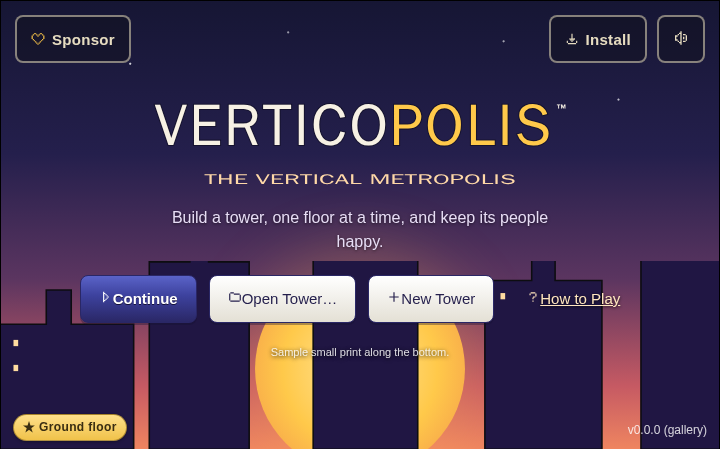 Sponsor
Install
VERTICOPOLIS™
THE VERTICAL METROPOLIS
Build a tower, one floor at a time, and keep its people
happy.
Continue
Open Tower…
New Tower
? How to Play
Sample small print along the bottom.
★ Ground floor
v0.0.0 (gallery)